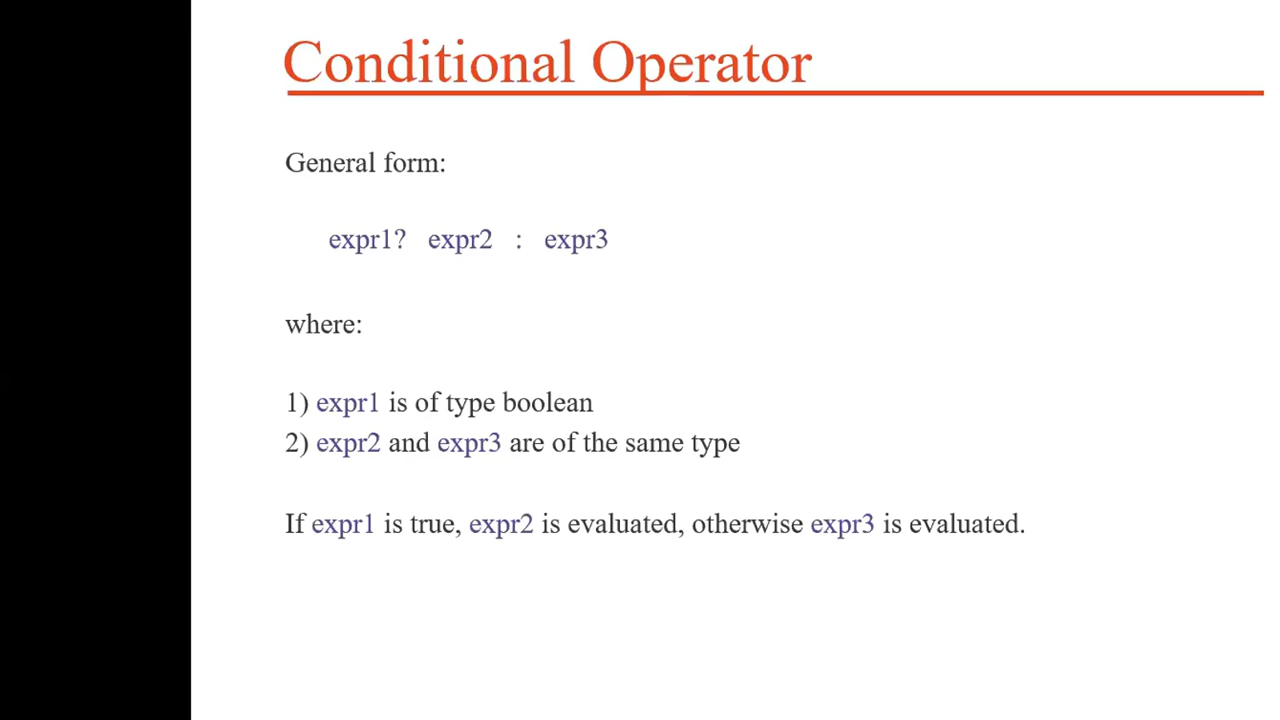 Conditional Operator
General form:
expr1? expr2 : expr3
where:
1) expr1 is of type boolean
2) expr2 and expr3 are of the same type
If expr1 is true, expr2 is evaluated, otherwise expr3 is evaluated.